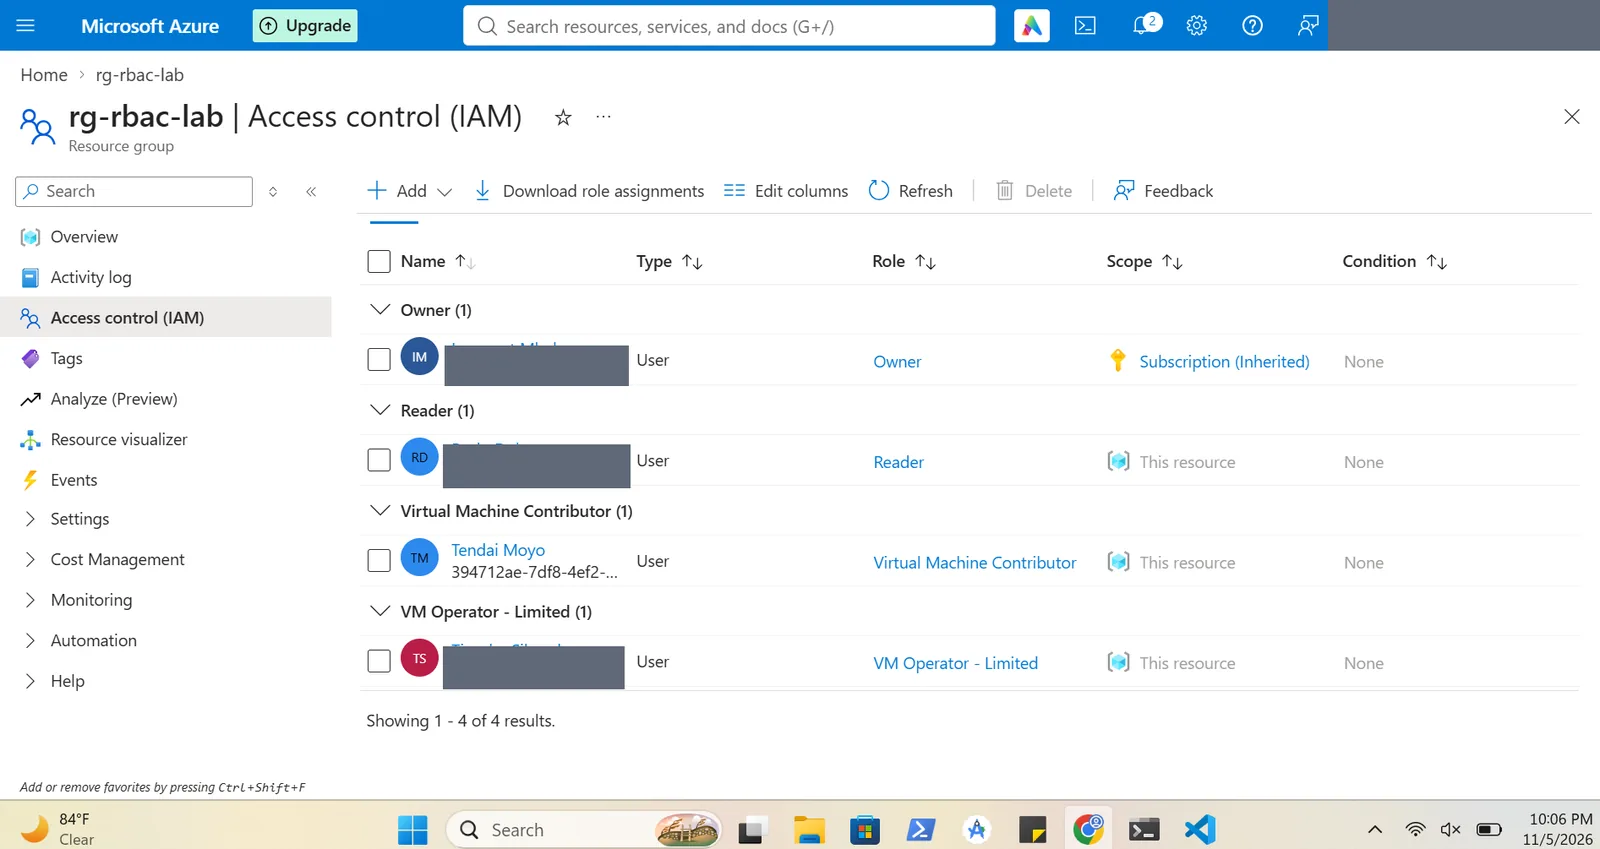 Microsoft Azure
Upgrade
Search resources, services, and docs (G+/)
2
Home > rg-rbac-lab
rg-rbac-lab | Access control (IAM)
Resource group
Search
Add
Download role assignments
Edit columns
Refresh
Delete
Feedback
Overview
Activity log
Access control (IAM)
Tags
Analyze (Preview)
Resource visualizer
Events
Settings
Cost Management
Monitoring
Automation
Help
Name Type Role Scope Condition
Owner (1)
IM User Owner Subscription (Inherited) None
Reader (1)
RD User Reader This resource None
Virtual Machine Contributor (1)
TM Tendai Moyo User Virtual Machine Contributor This resource None
394712ae-7df8-4ef2-...
VM Operator - Limited (1)
TS User VM Operator - Limited This resource None
Showing 1 - 4 of 4 results.
Add or remove favorites by pressing Ctrl+Shift+F
84°F
Clear
Search
10:06 PM
11/5/2026